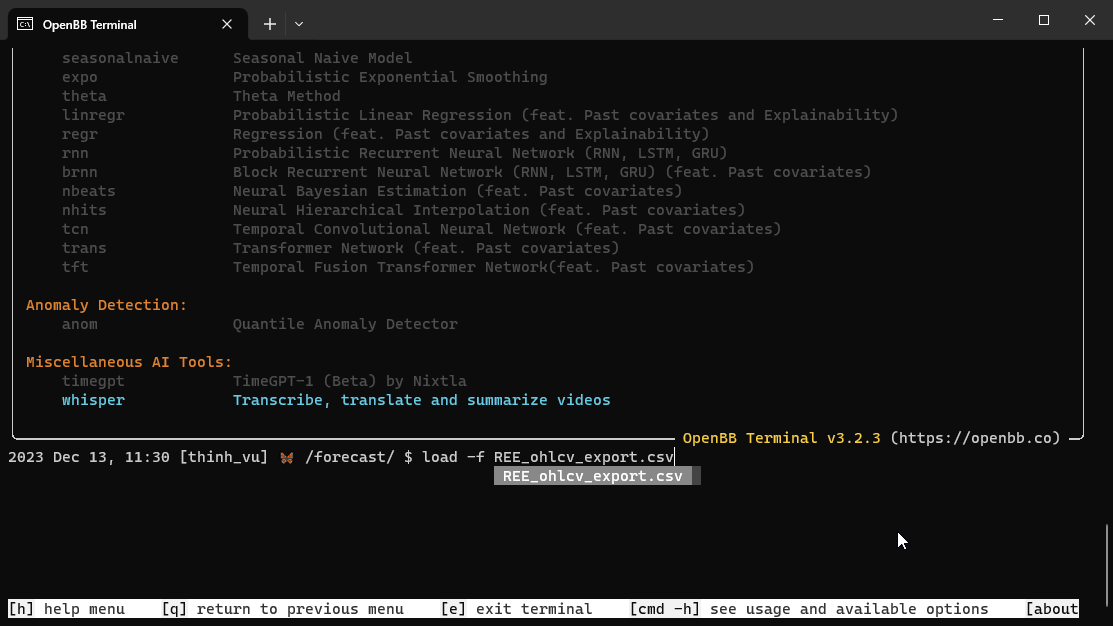 OpenBB Terminal
seasonalnaive Seasonal Naive Model
expo Probabilistic Exponential Smoothing
theta Theta Method
linregr Probabilistic Linear Regression (feat. Past covariates and Explainability)
regr Regression (feat. Past covariates and Explainability)
rnn Probabilistic Recurrent Neural Network (RNN, LSTM, GRU)
brnn Block Recurrent Neural Network (RNN, LSTM, GRU) (feat. Past covariates)
nbeats Neural Bayesian Estimation (feat. Past covariates)
nhits Neural Hierarchical Interpolation (feat. Past covariates)
tcn Temporal Convolutional Neural Network (feat. Past covariates)
trans Transformer Network (feat. Past covariates)
tft Temporal Fusion Transformer Network(feat. Past covariates)
Anomaly Detection:
anom Quantile Anomaly Detector
Miscellaneous AI Tools:
timegpt TimeGPT-1 (Beta) by Nixtla
whisper Transcribe, translate and summarize videos
OpenBB Terminal v3.2.3 (https://openbb.co)
2023 Dec 13, 11:30 [thinh_vu] 🦋 /forecast/ $ load -f REE_ohlcv_export.csv
REE_ohlcv_export.csv
[h] help menu [q] return to previous menu [e] exit terminal [cmd -h] see usage and available options [about